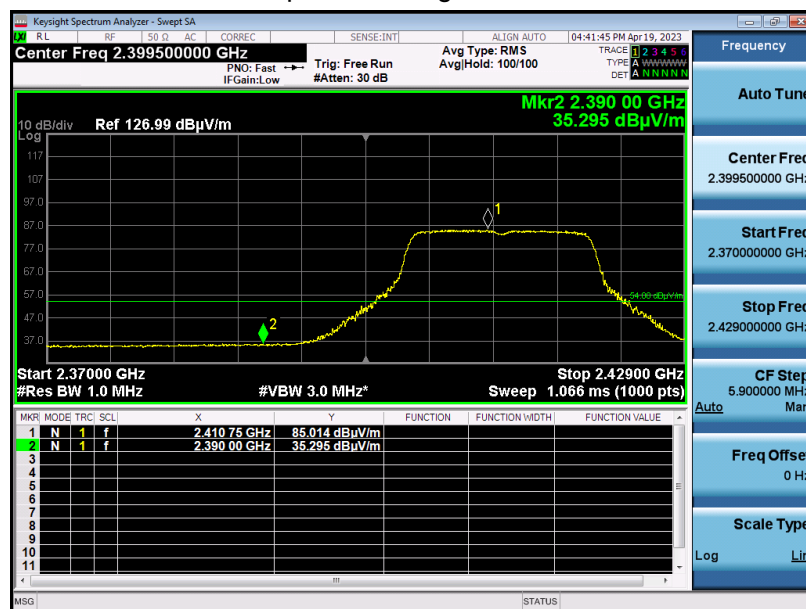 Keysight Spectrum Analyzer - Swept SA
LXI RL RF 50 Ω AC CORREC SENSE:INT ALIGN AUTO 04:41:45 PM Apr 19, 2023
Center Freq 2.399500000 GHz
PNO: Fast
IFGain:Low
Trig: Free Run
#Atten: 30 dB
Avg Type: RMS
Avg|Hold: 100/100
TRACE 1 2 3 4 5 6
TYPE A WWWWW
DET A N N N N N
Mkr2 2.390 00 GHz
35.295 dBµV/m
10 dB/div Ref 126.99 dBµV/m
Log
117
107
97.0
87.0
77.0
67.0
57.0
47.0
37.0
1
2
54.00 dBµV/m
Start 2.37000 GHz Stop 2.42900 GHz
#Res BW 1.0 MHz #VBW 3.0 MHz* Sweep 1.066 ms (1000 pts)
MKR MODE TRC SCL X Y FUNCTION FUNCTION WIDTH FUNCTION VALUE
1 N 1 f 2.410 75 GHz 85.014 dBµV/m
2 N 1 f 2.390 00 GHz 35.295 dBµV/m
3
4
5
6
7
8
9
10
11
MSG STATUS
Frequency
Auto Tune
Center Freq
2.399500000 GHz
Start Freq
2.370000000 GHz
Stop Freq
2.429000000 GHz
CF Step
5.900000 MHz
Auto Man
Freq Offset
0 Hz
Scale Type
Log Lin